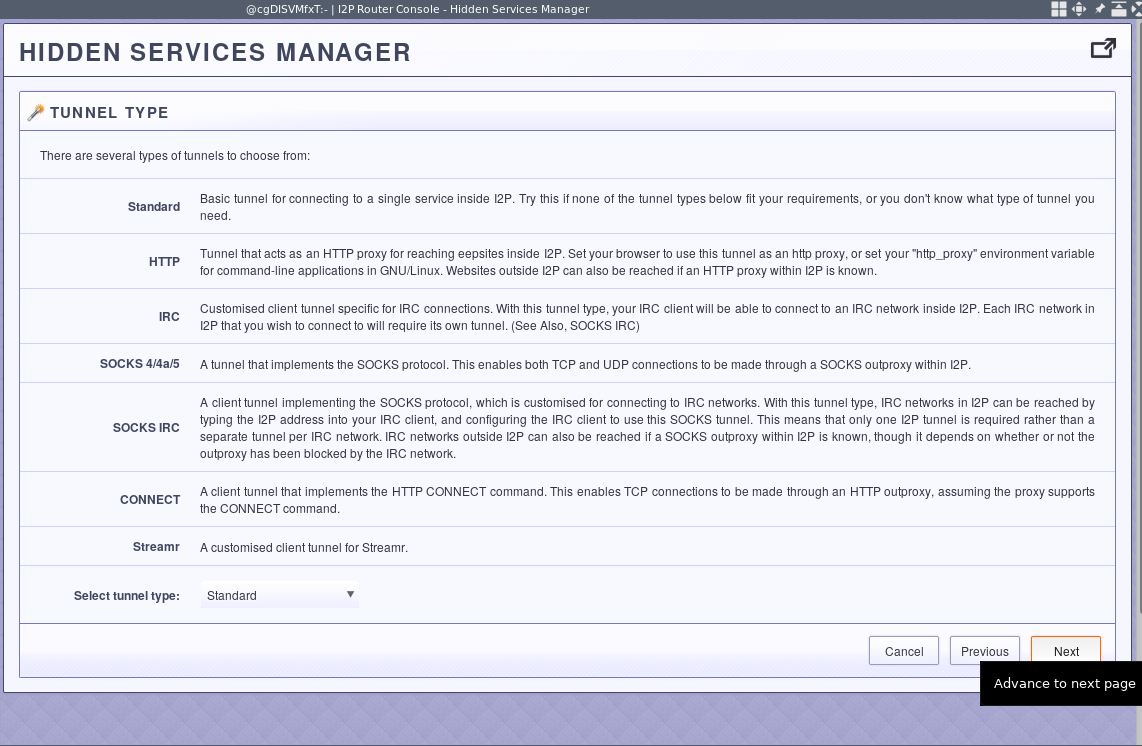 @cgDISVMfxT:- | I2P Router Console - Hidden Services Manager
HIDDEN SERVICES MANAGER
TUNNEL TYPE
There are several types of tunnels to choose from:
Standard
Basic tunnel for connecting to a single service inside I2P. Try this if none of the tunnel types below fit your requirements, or you don't know what type of tunnel you
need.
HTTP
Tunnel that acts as an HTTP proxy for reaching eepsites inside I2P. Set your browser to use this tunnel as an http proxy, or set your "http_proxy" environment variable
for command-line applications in GNU/Linux. Websites outside I2P can also be reached if an HTTP proxy within I2P is known.
IRC
Customised client tunnel specific for IRC connections. With this tunnel type, your IRC client will be able to connect to an IRC network inside I2P. Each IRC network in
I2P that you wish to connect to will require its own tunnel. (See Also, SOCKS IRC)
SOCKS 4/4a/5
A tunnel that implements the SOCKS protocol. This enables both TCP and UDP connections to be made through a SOCKS outproxy within I2P.
SOCKS IRC
A client tunnel implementing the SOCKS protocol, which is customised for connecting to IRC networks. With this tunnel type, IRC networks in I2P can be reached by
typing the I2P address into your IRC client, and configuring the IRC client to use this SOCKS tunnel. This means that only one I2P tunnel is required rather than a
separate tunnel per IRC network. IRC networks outside I2P can also be reached if a SOCKS outproxy within I2P is known, though it depends on whether or not the
outproxy has been blocked by the IRC network.
CONNECT
A client tunnel that implements the HTTP CONNECT command. This enables TCP connections to be made through an HTTP outproxy, assuming the proxy supports
the CONNECT command.
Streamr
A customised client tunnel for Streamr.
Select tunnel type:
Standard
Cancel
Previous
Next
Advance to next page